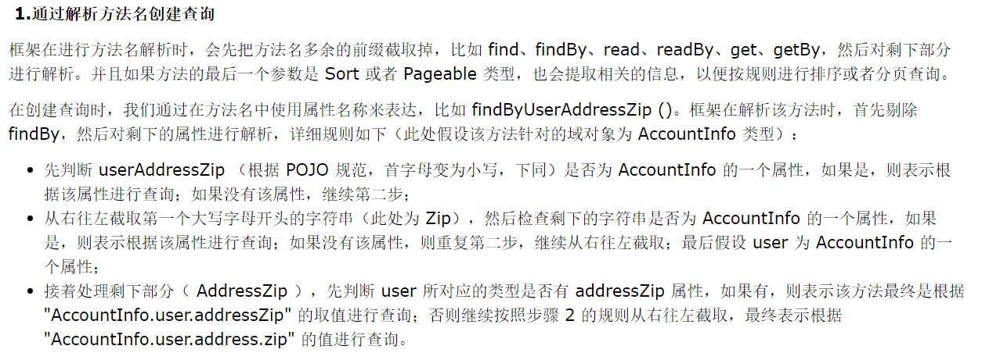 1.通过解析方法名创建查询
框架在进行方法名解析时，会先把方法名多余的前缀截取掉，比如 find、findBy、read、readBy、get、getBy，然后对剩下部分
进行解析。并且如果方法的最后一个参数是 Sort 或者 Pageable 类型，也会提取相关的信息，以便按规则进行排序或者分页查询。
在创建查询时，我们通过在方法名中使用属性名称来表达，比如 findByUserAddressZip ()。框架在解析该方法时，首先剔除
findBy，然后对剩下的属性进行解析，详细规则如下（此处假设该方法针对的域对象为 AccountInfo 类型）：
• 先判断 userAddressZip （根据 POJO 规范，首字母变为小写，下同）是否为 AccountInfo 的一个属性，如果是，则表示根
据该属性进行查询；如果没有该属性，继续第二步；
• 从右往左截取第一个大写字母开头的字符串（此处为 Zip），然后检查剩下的字符串是否为 AccountInfo 的一个属性，如果
是，则表示根据该属性进行查询；如果没有该属性，则重复第二步，继续从右往左截取；最后假设 user 为 AccountInfo 的一
个属性；
• 接着处理剩下部分（ AddressZip ），先判断 user 所对应的类型是否有 addressZip 属性，如果有，则表示该方法最终是根据
"AccountInfo.user.addressZip" 的取值进行查询；否则继续按照步骤 2 的规则从右往左截取，最终表示根据
"AccountInfo.user.address.zip" 的值进行查询。